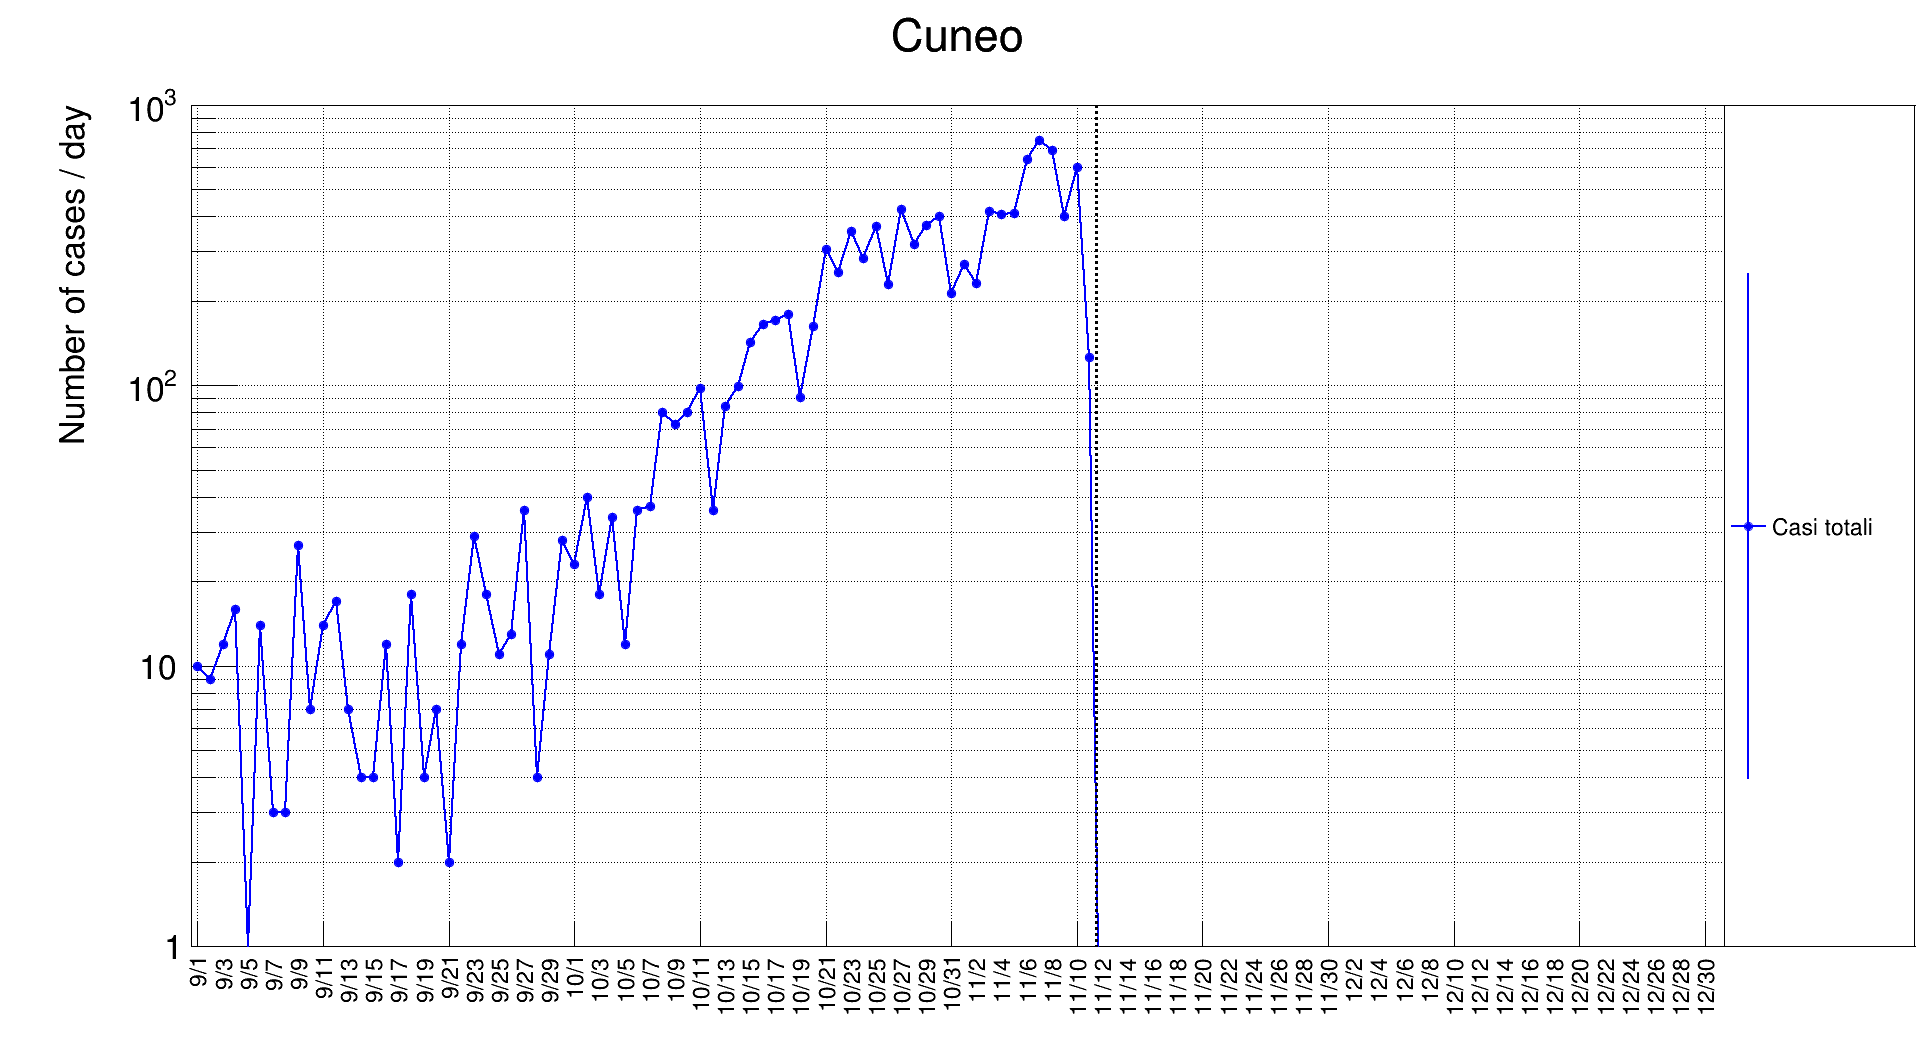 Cuneo
Number of cases / day
10³
10²
10
1
9/1 9/3 9/5 9/7 9/9 9/11 9/13 9/15 9/17 9/19 9/21 9/23 9/25 9/27 9/29 10/1 10/3 10/5 10/7 10/9 10/11 10/13 10/15 10/17 10/19 10/21 10/23 10/25 10/27 10/29 10/31 11/2 11/4 11/6 11/8 11/10 11/12 11/14 11/16 11/18 11/20 11/22 11/24 11/26 11/28 11/30 12/2 12/4 12/6 12/8 12/10 12/12 12/14 12/16 12/18 12/20 12/22 12/24 12/26 12/28 12/30
Casi totali